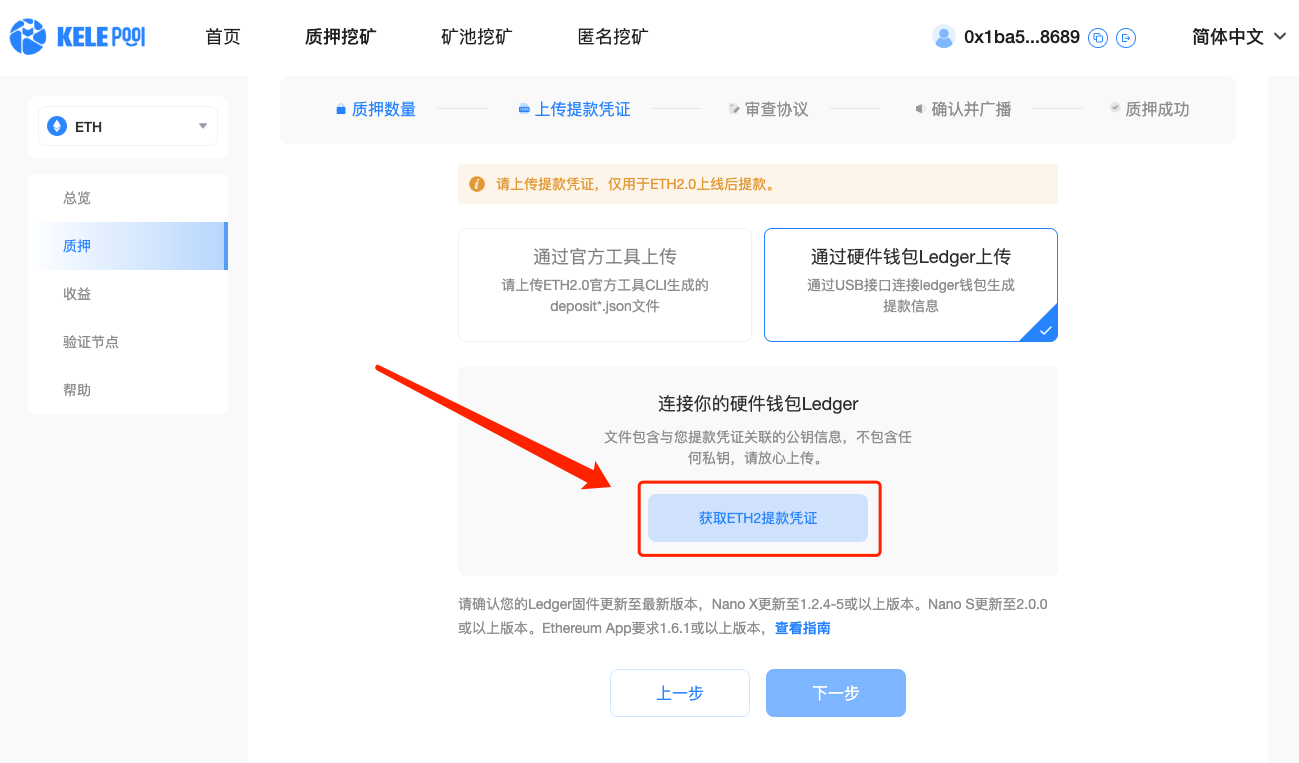 KELE POOL
首页
质押挖矿
矿池挖矿
匿名挖矿
0x1ba5...8689
简体中文
ETH
总览
质押
收益
验证节点
帮助
质押数量
上传提款凭证
审查协议
确认并广播
质押成功
请上传提款凭证，仅用于ETH2.0上线后提款。
通过官方工具上传
请上传ETH2.0官方工具CLI生成的
deposit*.json文件
通过硬件钱包Ledger上传
通过USB接口连接ledger钱包生成
提款信息
连接你的硬件钱包Ledger
文件包含与您提款凭证关联的公钥信息，不包含任
何私钥，请放心上传。
获取ETH2提款凭证
请确认您的Ledger固件更新至最新版本，Nano X更新至1.2.4-5或以上版本。Nano S更新至2.0.0
或以上版本。Ethereum App要求1.6.1或以上版本，查看指南
上一步
下一步